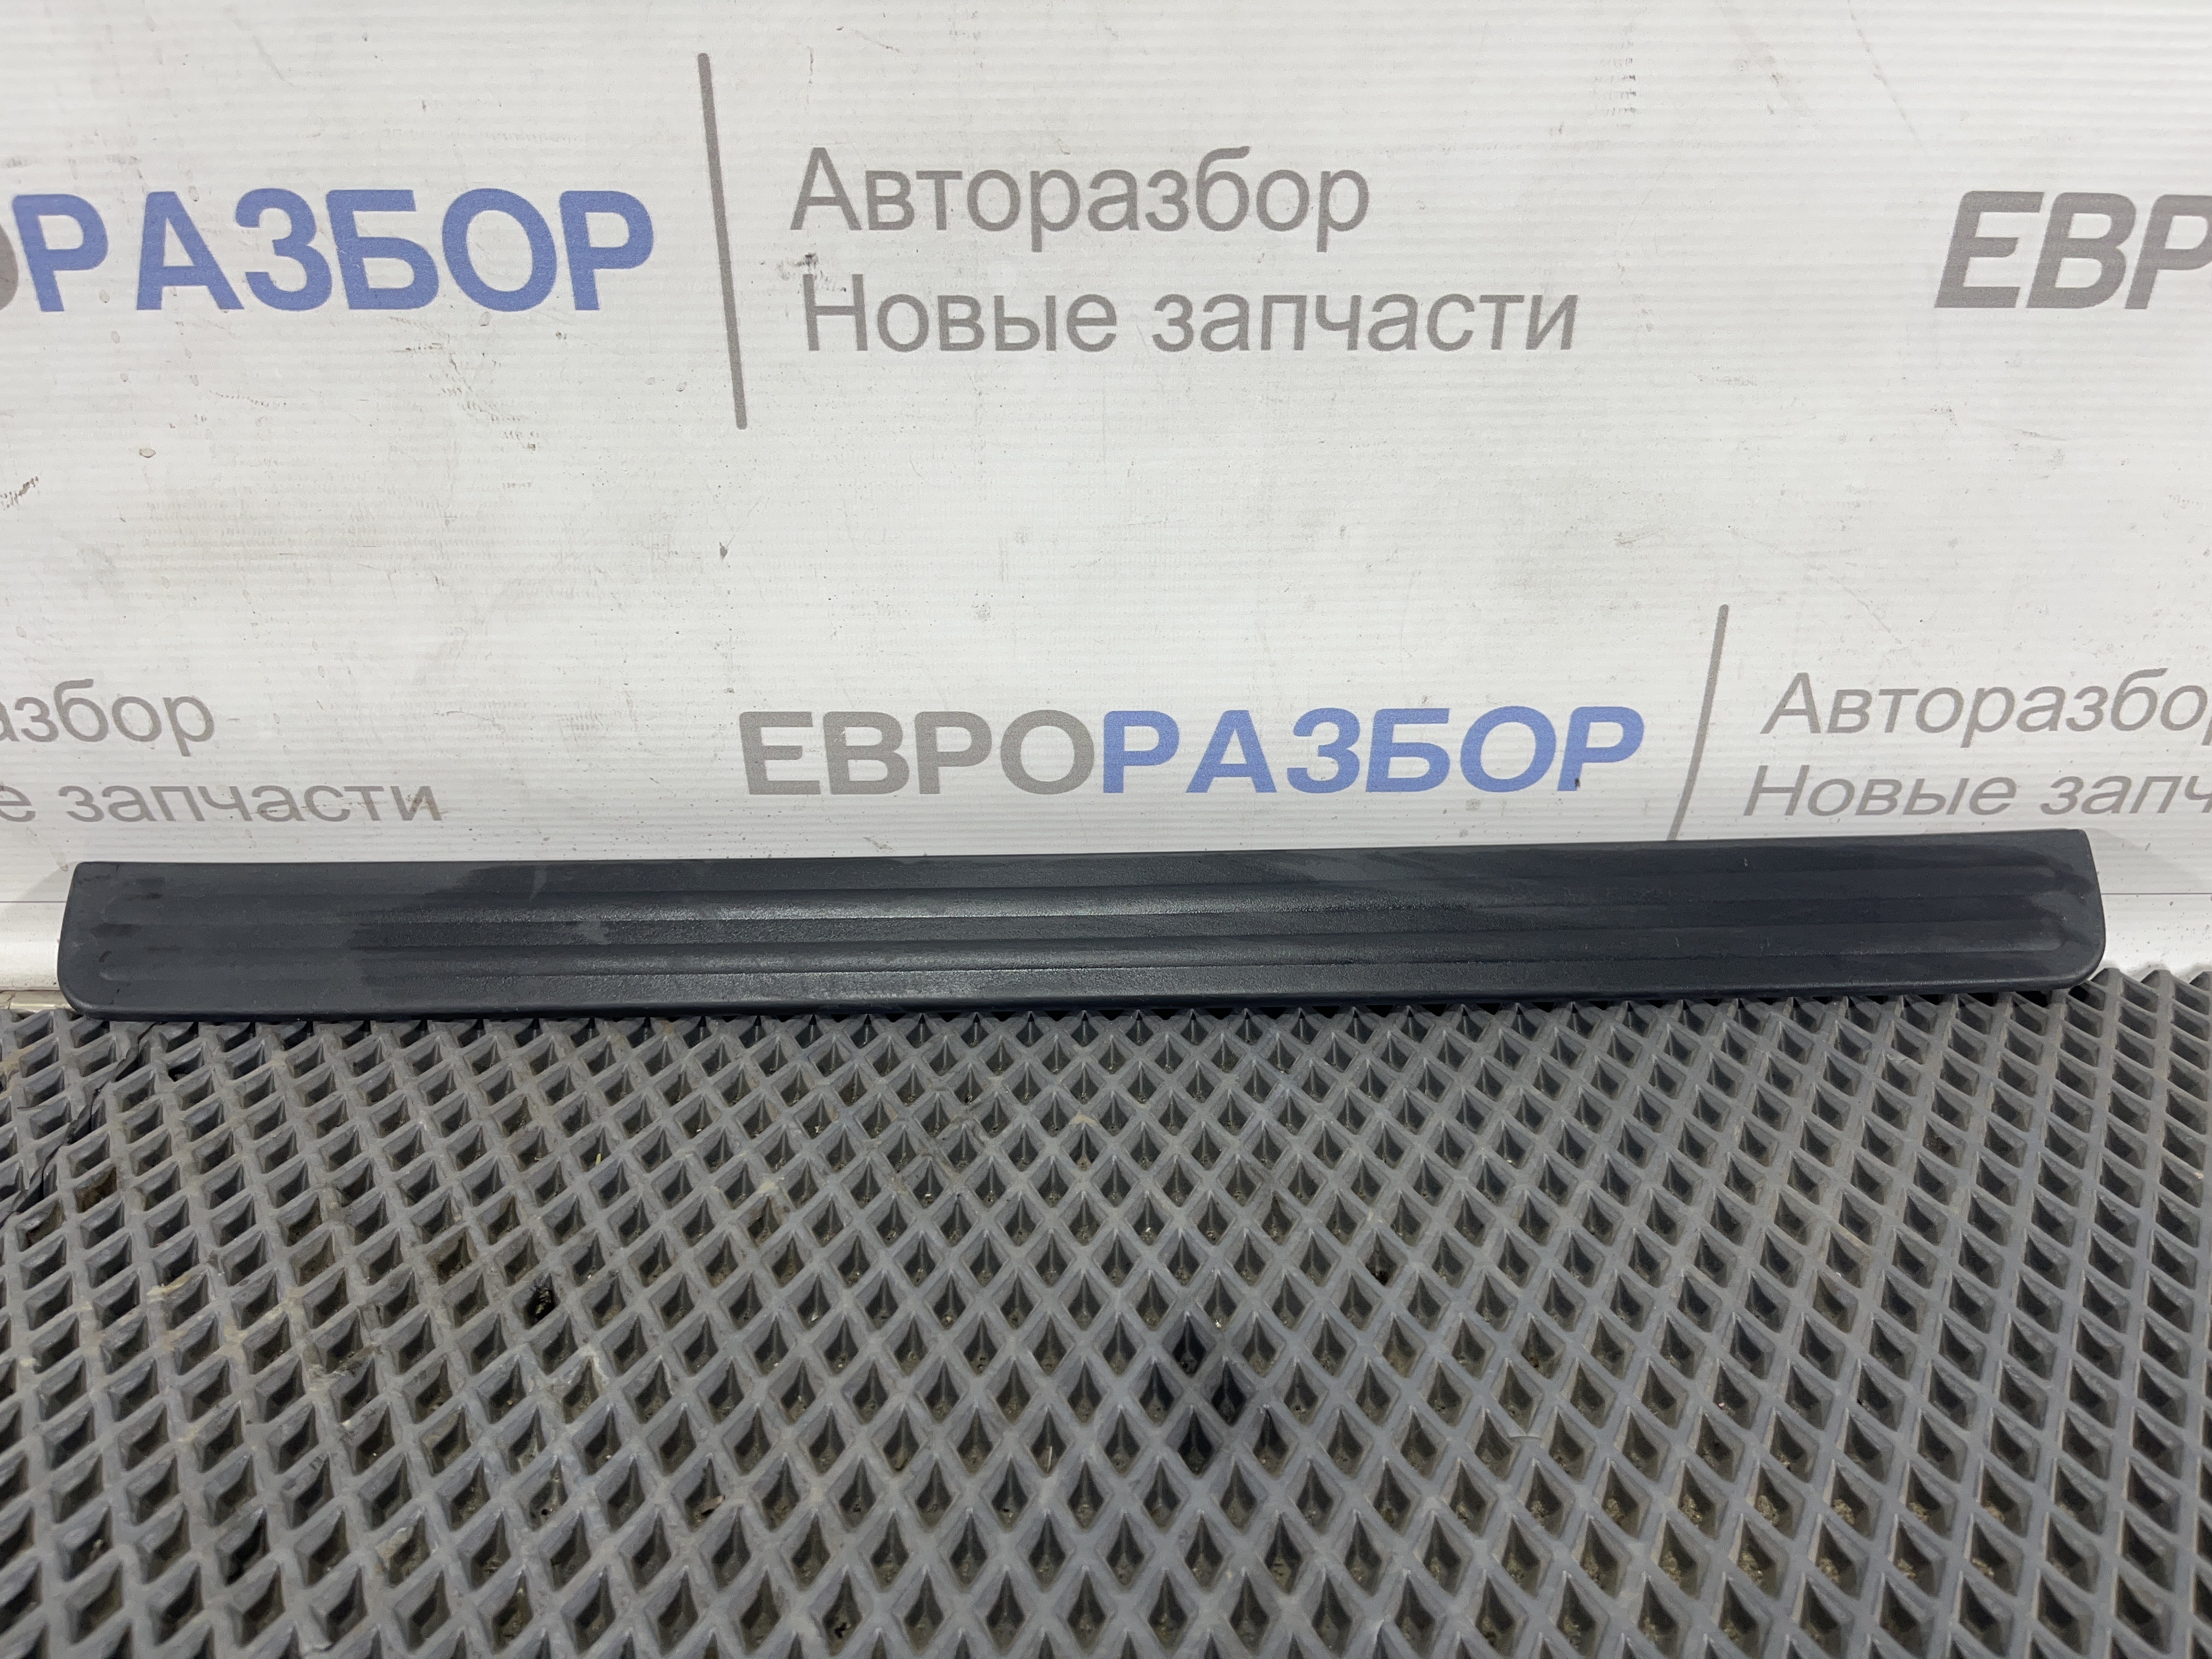 РАЗБОР
Авторазбор
Новые запчасти
ЕВР
азбор
е запчасти
ЕВРОРАЗБОР
Авторазбо
Новые запч